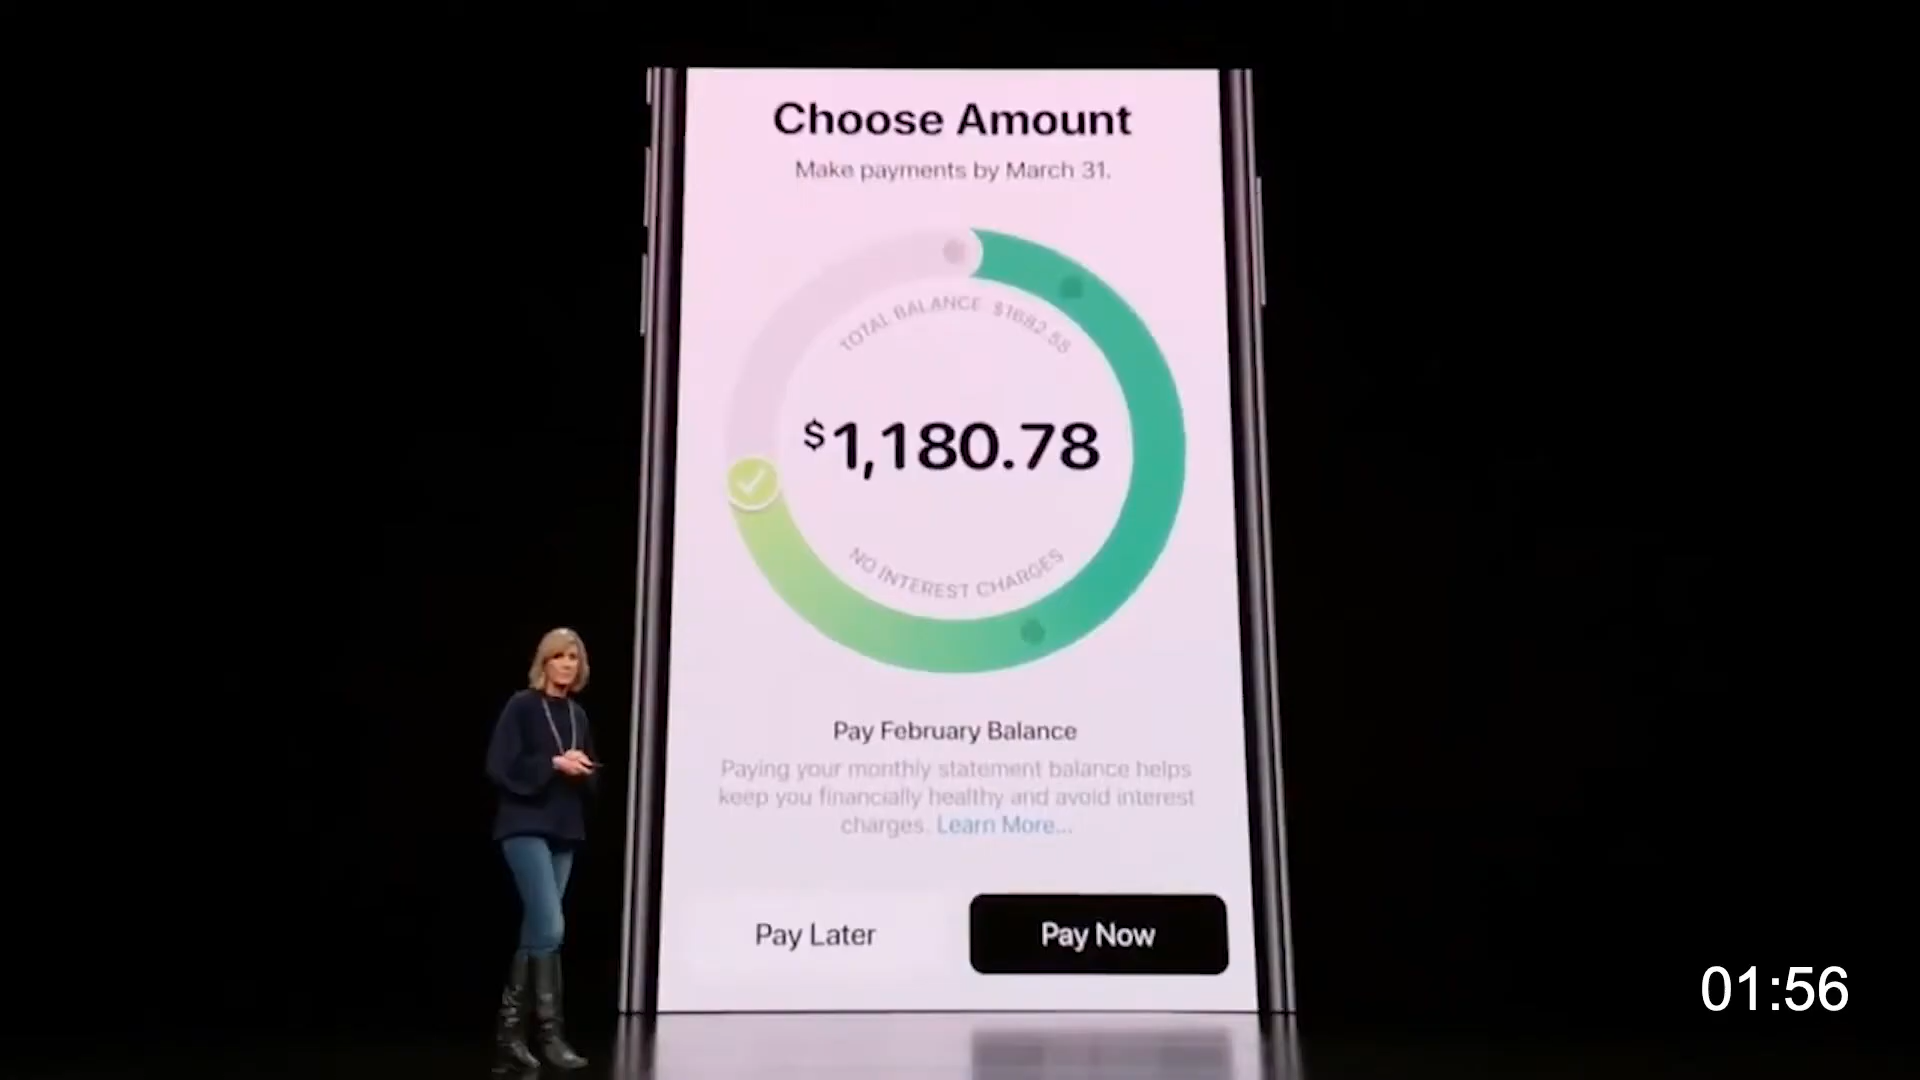 Choose Amount
Make payments by March 31.
TOTAL BALANCE: $1682.55
$1,180.78
NO INTEREST CHARGES
Pay February Balance
Paying your monthly statement balance helps
keep you financially healthy and avoid interest
charges. Learn More...
Pay Later
Pay Now
01:56